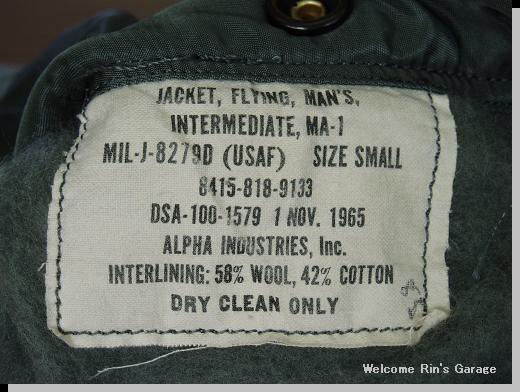 JACKET, FLYING, MAN'S,
INTERMEDIATE, MA-1
MIL-J-8279D (USAF) SIZE SMALL
8415-818-9133
DSA-100-1579 1 NOV. 1965
ALPHA INDUSTRIES, Inc.
INTERLINING: 58% WOOL, 42% COTTON
DRY CLEAN ONLY
Welcome Rin's Garage